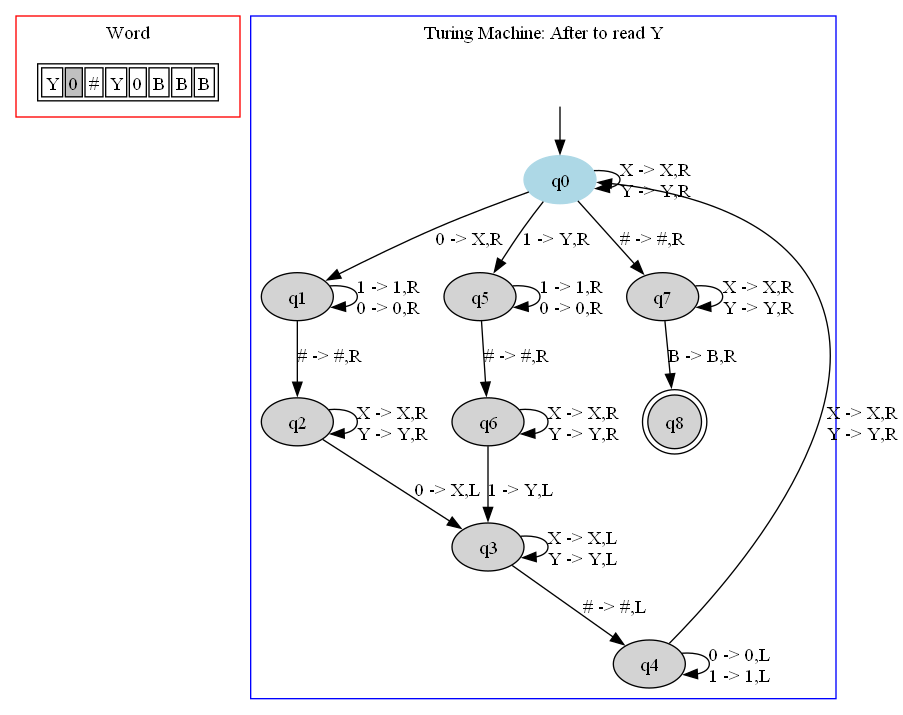 Word
Y 0 # Y 0 B B B
Turing Machine: After to read Y
q0
X -> X,R
Y -> Y,R
0 -> X,R
1 -> Y,R
# -> #,R
q1
1 -> 1,R
0 -> 0,R
q5
1 -> 1,R
0 -> 0,R
q7
X -> X,R
Y -> Y,R
# -> #,R
# -> #,R
B -> B,R
q2
X -> X,R
Y -> Y,R
q6
X -> X,R
Y -> Y,R
q8
X -> X,R
Y -> Y,R
0 -> X,L
1 -> Y,L
q3
X -> X,L
Y -> Y,L
# -> #,L
q4
0 -> 0,L
1 -> 1,L